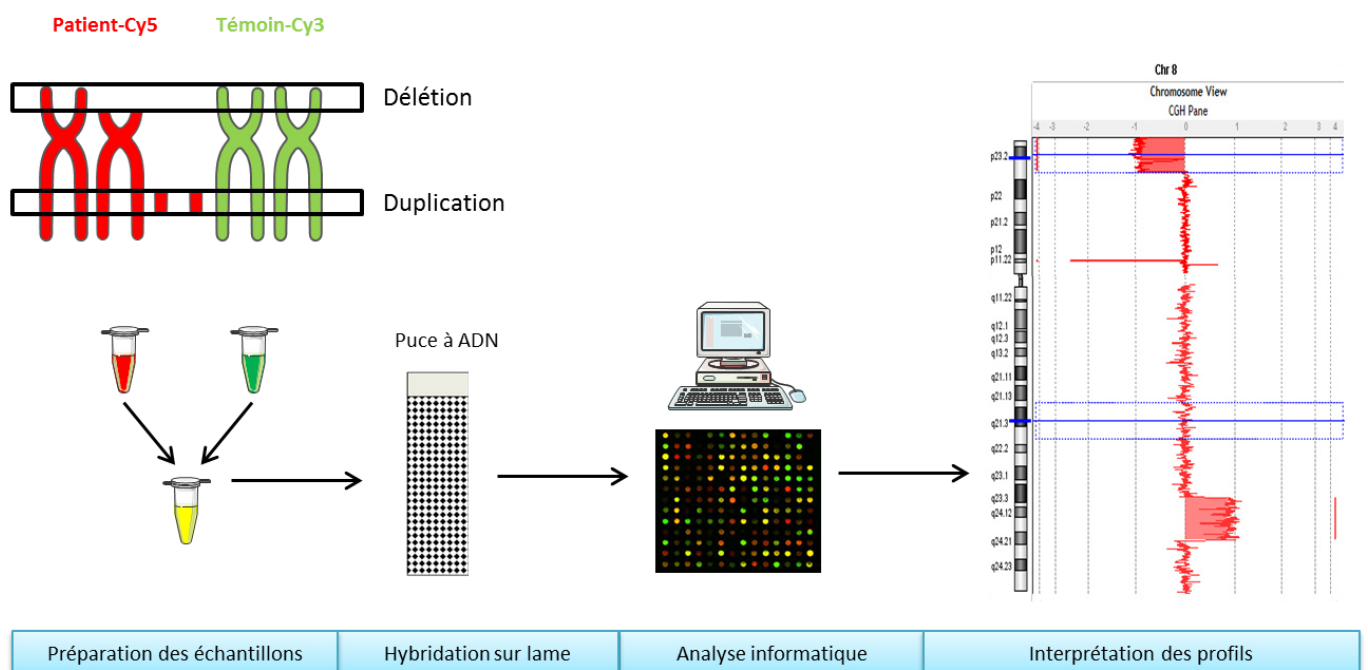 Patient-Cy5 Témoin-Cy3
Délétion
Duplication
Puce à ADN
Chr 8
Chromosome View
CGH Pane
-4 -3 -2 -1 0 1 2 3 4
p23.2
p22
p21.2
p12
p11.22
q11.22
q12.1
q12.3
q13.2
q21.11
q21.13
q21.3
q22.2
q23.1
q23.3
q24.12
q24.21
q24.23
Préparation des échantillons
Hybridation sur lame
Analyse informatique
Interprétation des profils